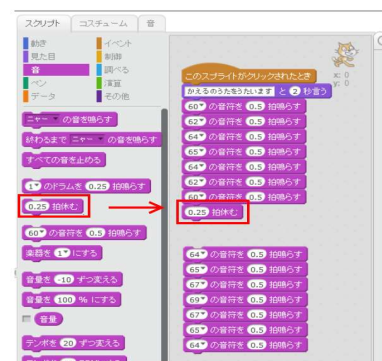 スクリプト コスチューム 音
動き イベント
見た目 制御
音 調べる
ペン 演算
データ その他
ニャー の音を鳴らす
終わるまで ニャー の音を鳴らす
すべての音を止める
1 のドラムを 0.25 拍鳴らす
0.25 拍休む
60 の音符を 0.5 拍鳴らす
楽器を 1 にする
音量を -10 ずつ変える
音量を 100 % にする
音量
テンポを 20 ずつ変える
x: 0
y: 0
このスプライトがクリックされたとき
かえるのうたをうたいます と 2 秒言う
60 の音符を 0.5 拍鳴らす
62 の音符を 0.5 拍鳴らす
64 の音符を 0.5 拍鳴らす
65 の音符を 0.5 拍鳴らす
64 の音符を 0.5 拍鳴らす
62 の音符を 0.5 拍鳴らす
60 の音符を 0.5 拍鳴らす
0.25 拍休む
64 の音符を 0.5 拍鳴らす
65 の音符を 0.5 拍鳴らす
67 の音符を 0.5 拍鳴らす
69 の音符を 0.5 拍鳴らす
67 の音符を 0.5 拍鳴らす
65 の音符を 0.5 拍鳴らす
64 の音符を 0.5 拍鳴らす